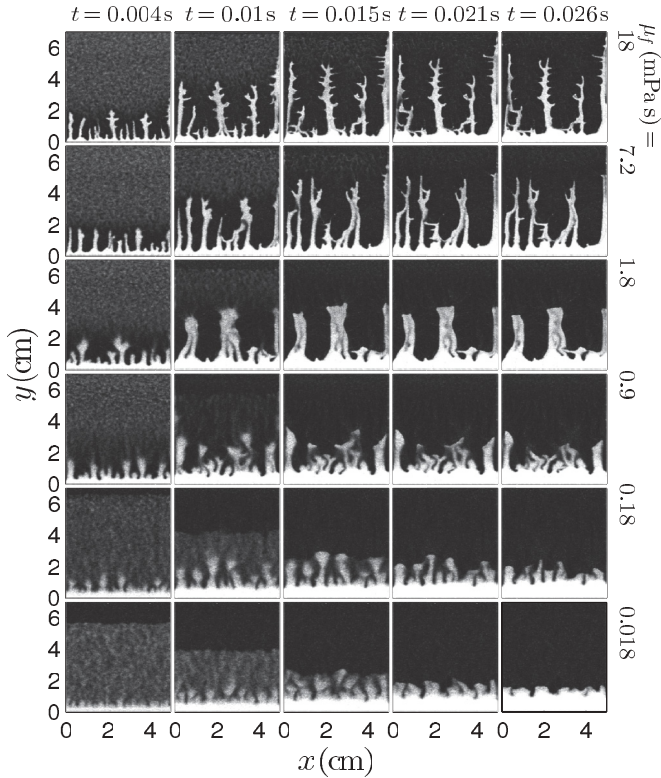 t = 0.004s t = 0.01s t = 0.015s t = 0.021s t = 0.026s
μf (mPa s) =
6 4 2 0 18
6 4 2 0 7.2
6 4 2 0 1.8
6 4 2 0 0.9
6 4 2 0 0.18
6 4 2 0 0.018
y (cm)
0 2 4 0 2 4 0 2 4 0 2 4 0 2 4
x (cm)